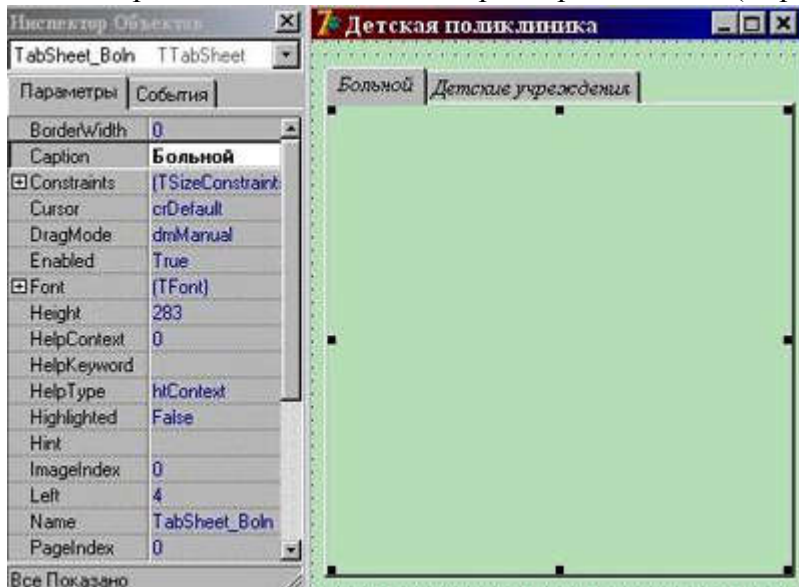 Инспектор Объектов
TabSheet_Boln TTabSheet
Параметры События
BorderWidth 0
Caption Больной
Constraints (TSizeConstraint
Cursor crDefault
DragMode dmManual
Enabled True
Font (TFont)
Height 283
HelpContext 0
HelpKeyword
HelpType htContext
Highlighted False
Hint
ImageIndex 0
Left 4
Name TabSheet_Boln
PageIndex 0
Все Показано
7 Детская поликлиника
Больной Детские учреждения